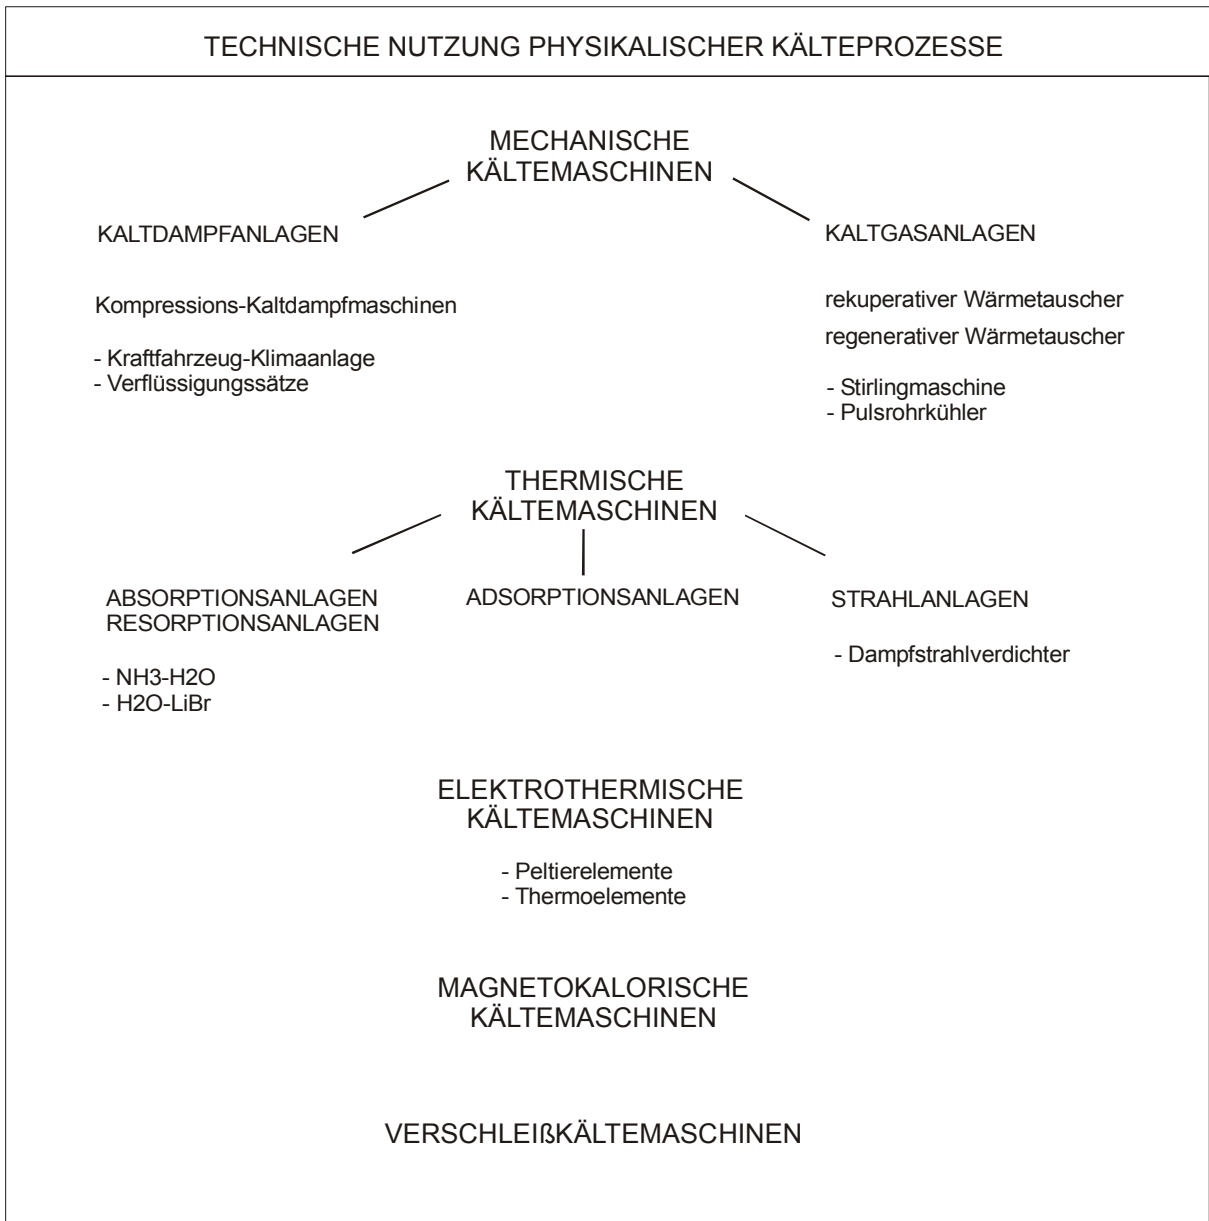 TECHNISCHE NUTZUNG PHYSIKALISCHER KÄLTEPROZESSE
MECHANISCHE
KÄLTEMASCHINEN
KALTDAMPFANLAGEN
Kompressions-Kaltdampfmaschinen
- Kraftfahrzeug-Klimaanlage
- Verflüssigungssätze
KALTGASANLAGEN
rekuperativer Wärmetauscher
regenerativer Wärmetauscher
- Stirlingmaschine
- Pulsrohrkühler
THERMISCHE
KÄLTEMASCHINEN
ABSORPTIONSANLAGEN
RESORPTIONSANLAGEN
- NH3-H2O
- H2O-LiBr
ADSORPTIONSANLAGEN
STRAHLANLAGEN
- Dampfstrahlverdichter
ELEKTROTHERMISCHE
KÄLTEMASCHINEN
- Peltierelemente
- Thermoelemente
MAGNETOKALORISCHE
KÄLTEMASCHINEN
VERSCHLEIßKÄLTEMASCHINEN